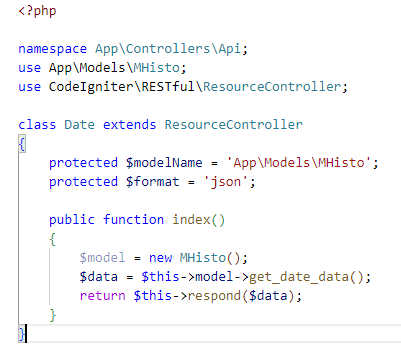 <?php
namespace App\Controllers\Api;
use App\Models\MHisto;
use CodeIgniter\RESTful\ResourceController;
class Date extends ResourceController
{
protected $modelName = 'App\Models\MHisto';
protected $format = 'json';
public function index()
{
$model = new MHisto();
$data = $this->model->get_date_data();
return $this->respond($data);
}
}